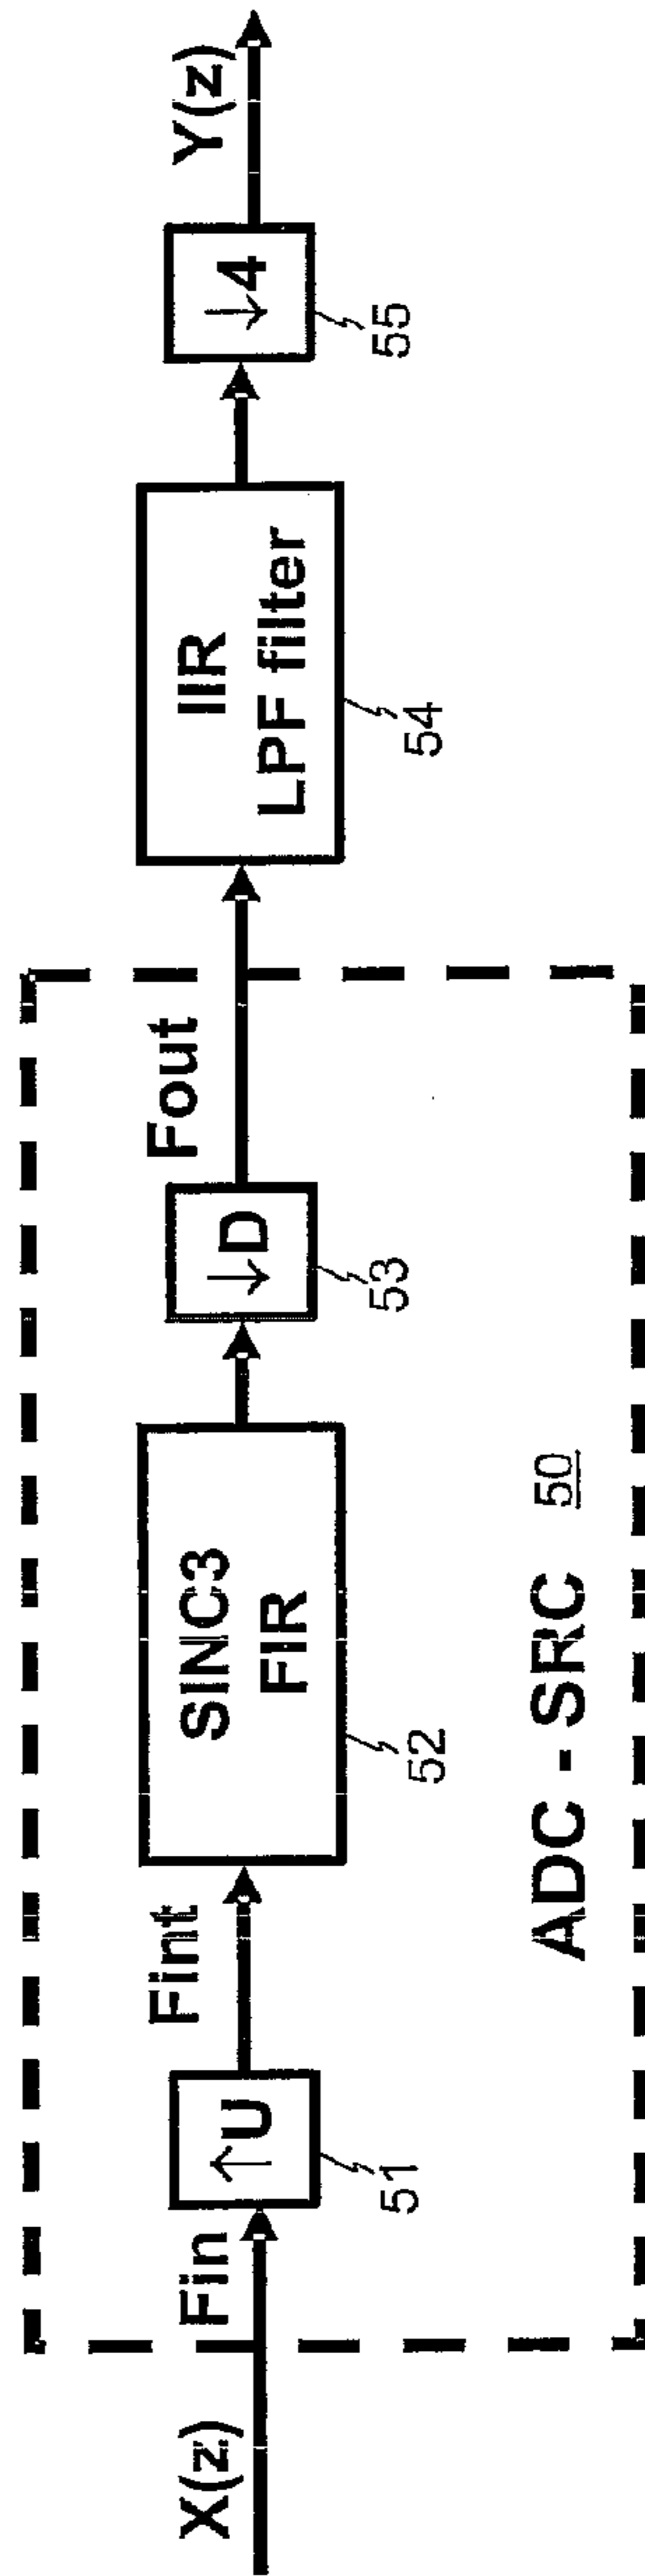 X(z)
Fin
↑U
51
Fint
SINC3
FIR
52
↓D
53
Fout
ADC - SRC 50
IIR
LPF filter
54
↓4
55
Y(z)